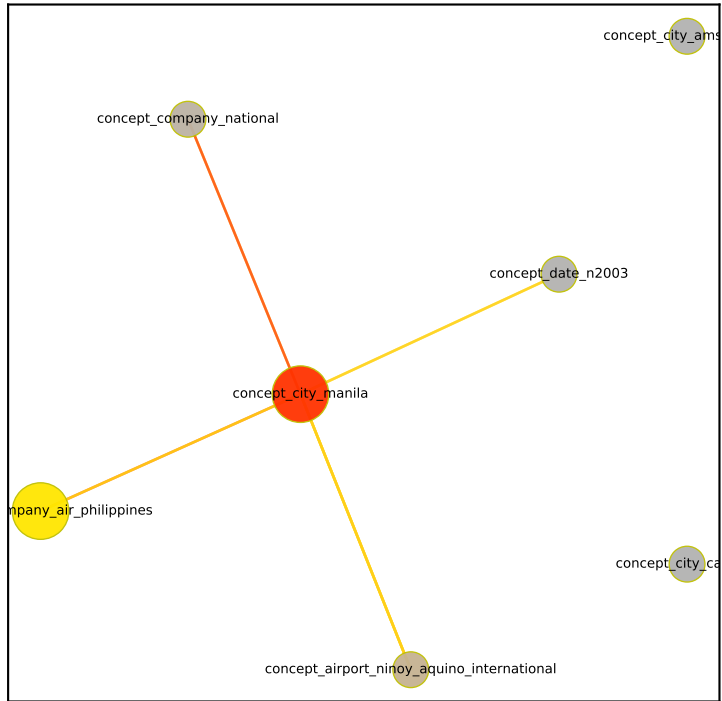 concept_city_ams
concept_company_national
concept_date_n2003
concept_city_manila
mpany_air_philippines
concept_city_ca
concept_airport_ninoy_aquino_international